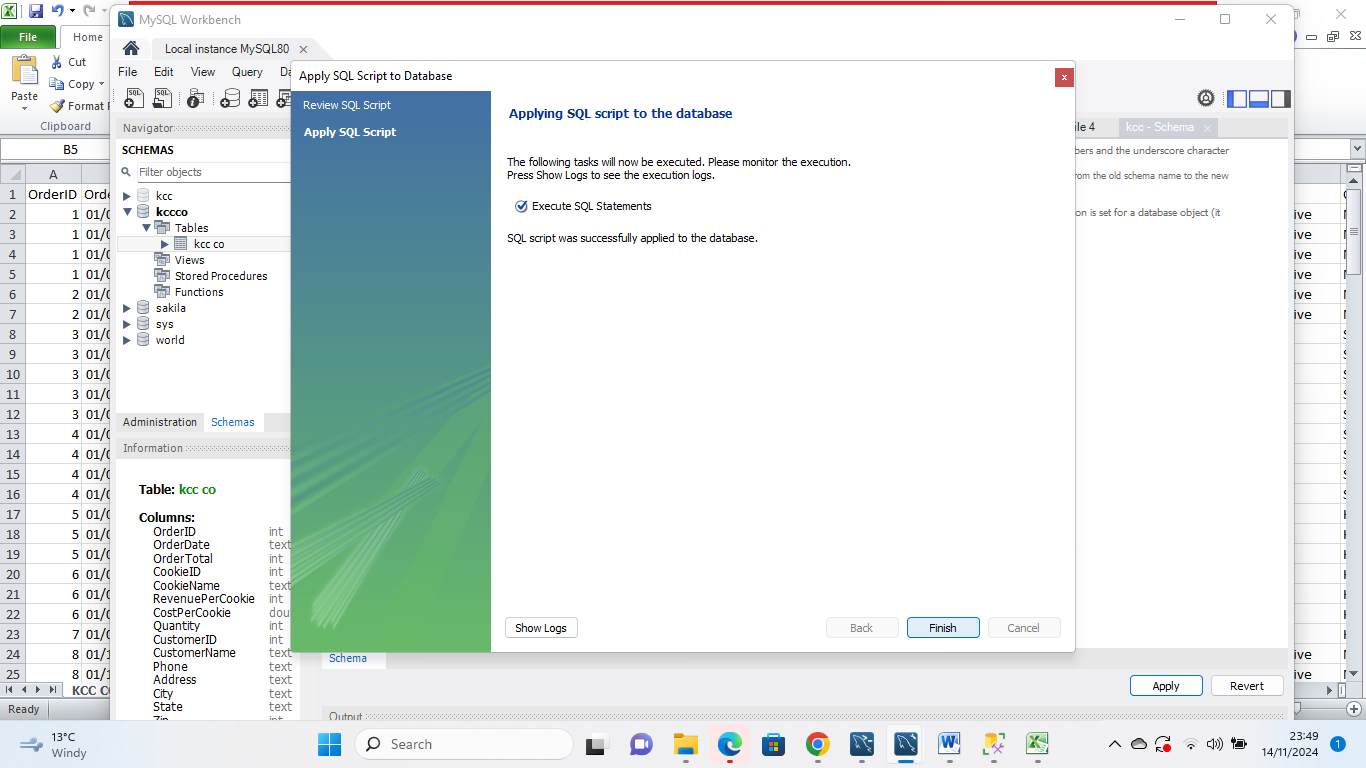 MySQL Workbench
File
Home
Local instance MySQL80
Cut
Copy
Paste
Format
Clipboard
File Edit View Query Da
Apply SQL Script to Database
Review SQL Script
Apply SQL Script
Applying SQL script to the database
The following tasks will now be executed. Please monitor the execution.
Press Show Logs to see the execution logs.
Execute SQL Statements
SQL script was successfully applied to the database.
Show Logs
Back
Finish
Cancel
ile 4
kcc - Schema
bers and the underscore character
rom the old schema name to the new
on is set for a database object (it
Navigator
SCHEMAS
Filter objects
kcc
kccco
Tables
kcc co
Views
Stored Procedures
Functions
sakila
sys
world
Administration Schemas
Information
Table: kcc co
Columns:
OrderID int
OrderDate text
OrderTotal int
CookieID int
CookieName text
RevenuePerCookie int
CostPerCookie dou
Quantity int
CustomerID int
CustomerName text
Phone text
Address text
City text
State text
Zip int
Schema
Apply
Revert
Output
B5
A
1 OrderID Orde
2 1 01/0
3 1 01/0
4 1 01/0
5 1 01/0
6 2 01/0
7 2 01/0
8 3 01/0
9 3 01/0
10 3 01/0
11 3 01/0
12 3 01/0
13 4 01/0
14 4 01/0
15 4 01/0
16 4 01/0
17 5 01/0
18 5 01/0
19 5 01/0
20 6 01/0
21 6 01/0
22 6 01/0
23 7 01/0
24 8 01/1
25 8 01/1
ive
ive
ive
ive
ive
ive
ive
ive
KCC CO
Ready
13°C
Windy
Search
23:49
14/11/2024
1